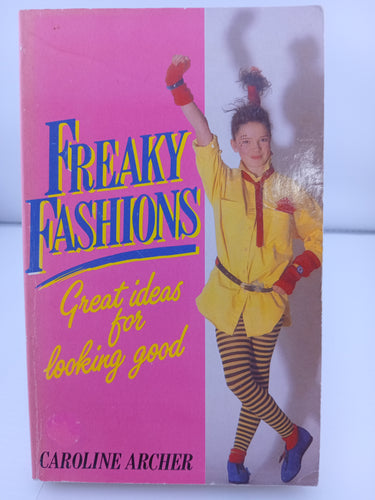 FREAKY
FASHIONS
Great ideas
for
looking good
CAROLINE ARCHER